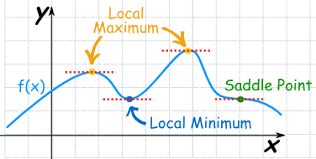 y
Local
Maximum
f(x)
Saddle Point
Local Minimum
x